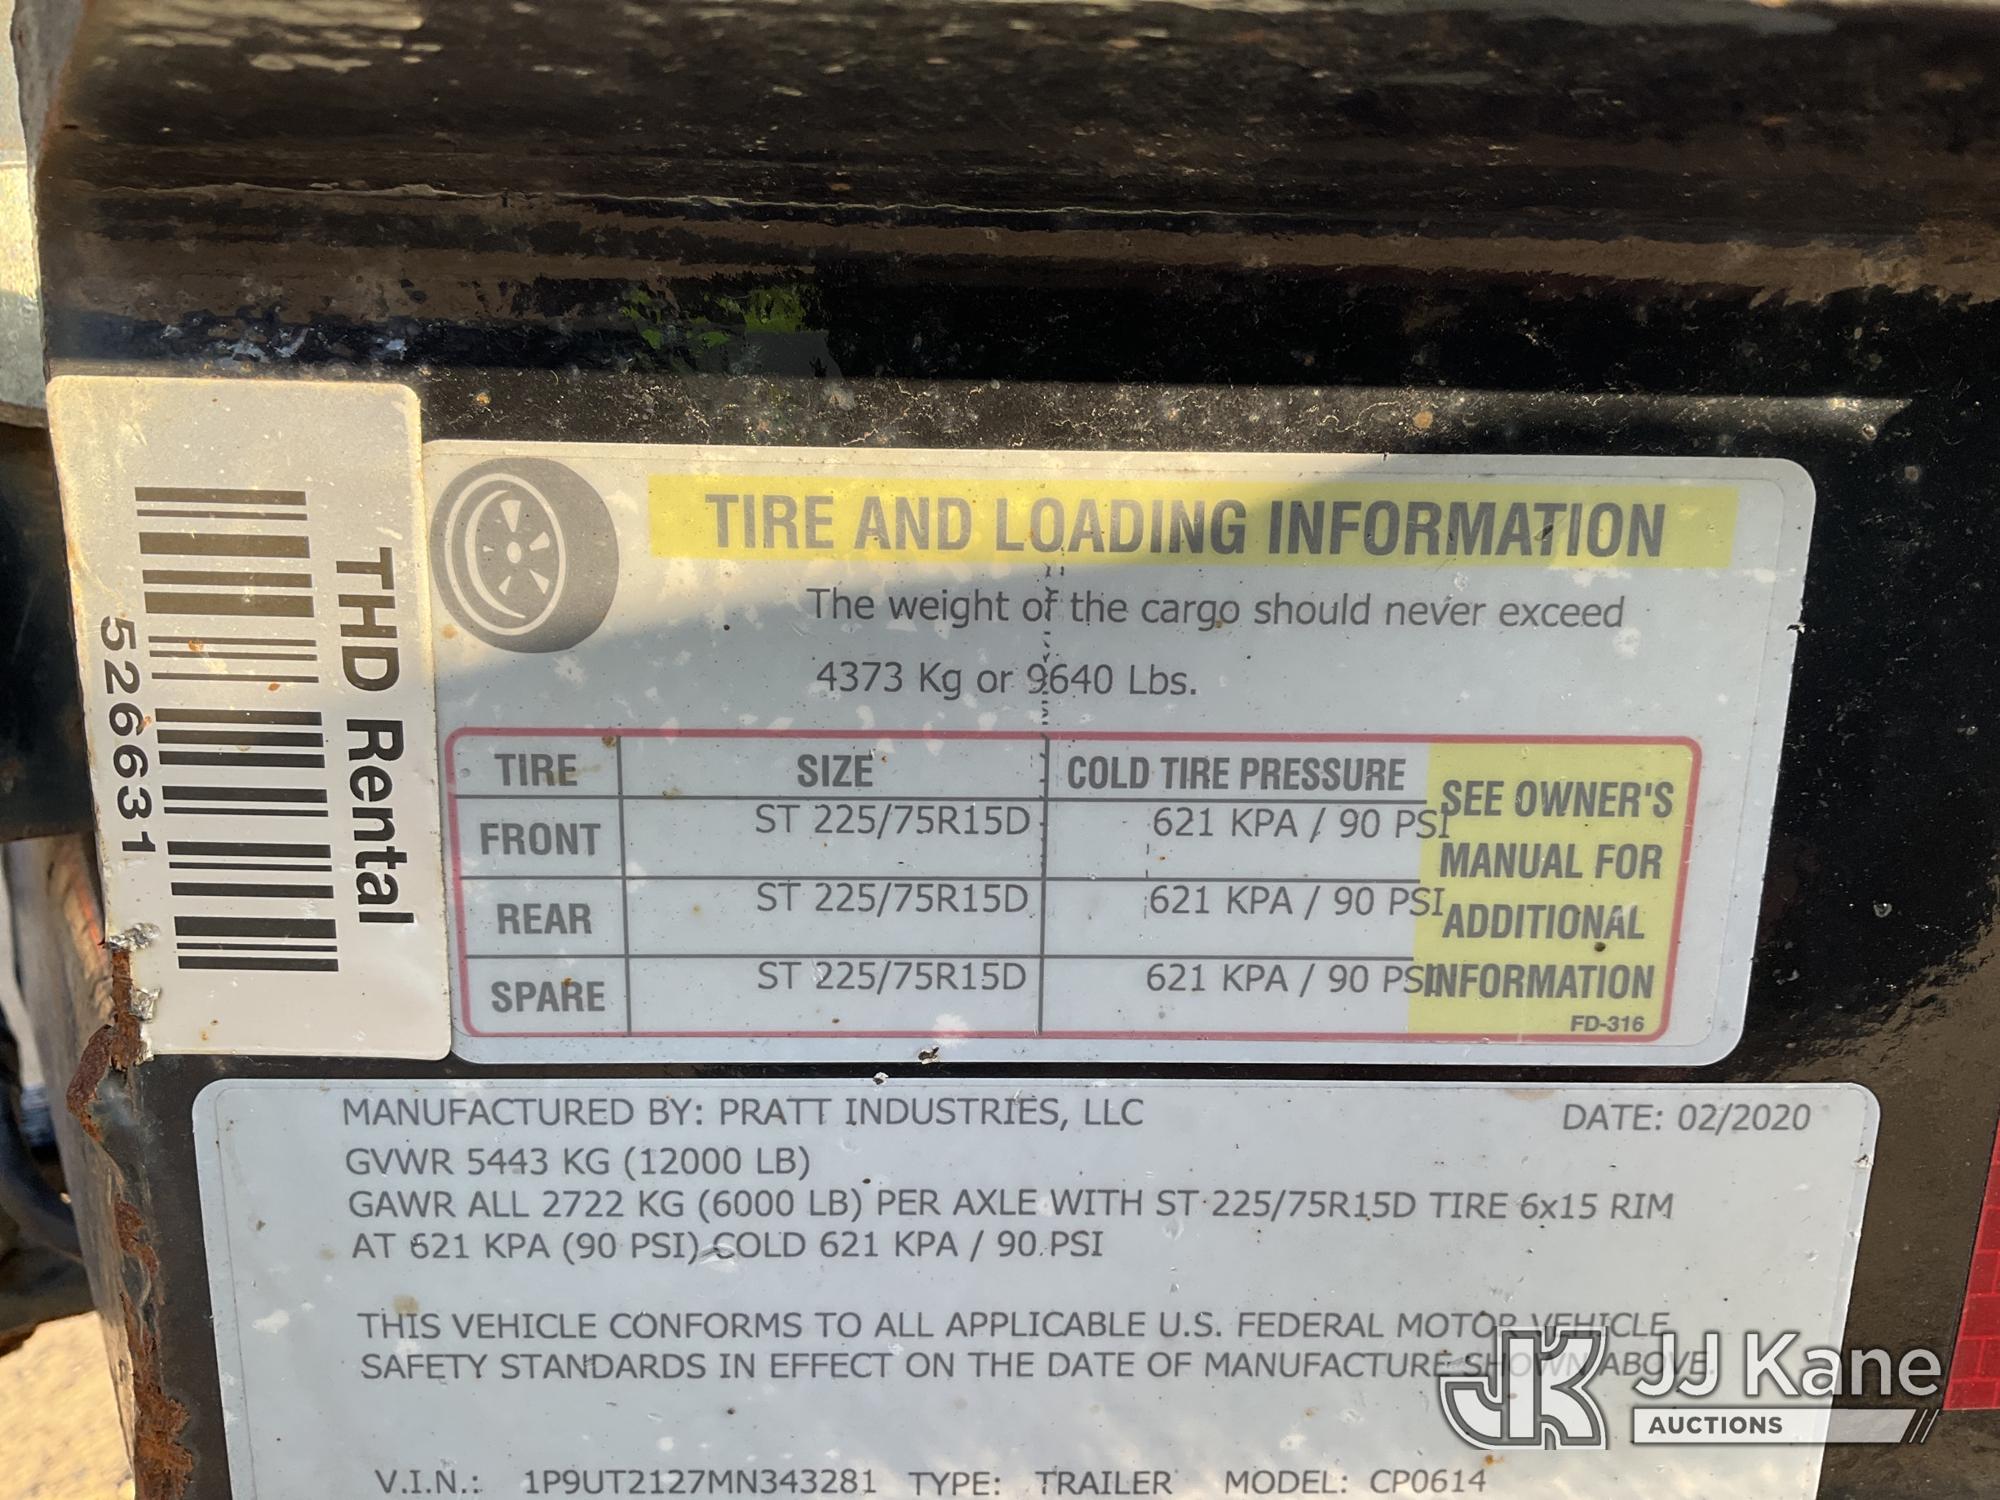 THD Rental
526631
TIRE AND LOADING INFORMATION
The weight of the cargo should never exceed
4373 Kg or 9640 Lbs.
TIRE SIZE COLD TIRE PRESSURE
FRONT ST 225/75R15D 621 KPA / 90 PSI
REAR ST 225/75R15D 621 KPA / 90 PSI
SPARE ST 225/75R15D 621 KPA / 90 PSI
SEE OWNER'S
MANUAL FOR
ADDITIONAL
INFORMATION
FD-316
MANUFACTURED BY: PRATT INDUSTRIES, LLC DATE: 02/2020
GVWR 5443 KG (12000 LB)
GAWR ALL 2722 KG (6000 LB) PER AXLE WITH ST 225/75R15D TIRE 6x15 RIM
AT 621 KPA (90 PSI) COLD 621 KPA / 90 PSI
THIS VEHICLE CONFORMS TO ALL APPLICABLE U.S. FEDERAL MOTOR VEHICLE
SAFETY STANDARDS IN EFFECT ON THE DATE OF MANUFACTURE SHOWN ABOVE.
V.I.N.: 1P9UT2127MN343281 TYPE: TRAILER MODEL: CP0614
JK JJ Kane
AUCTIONS